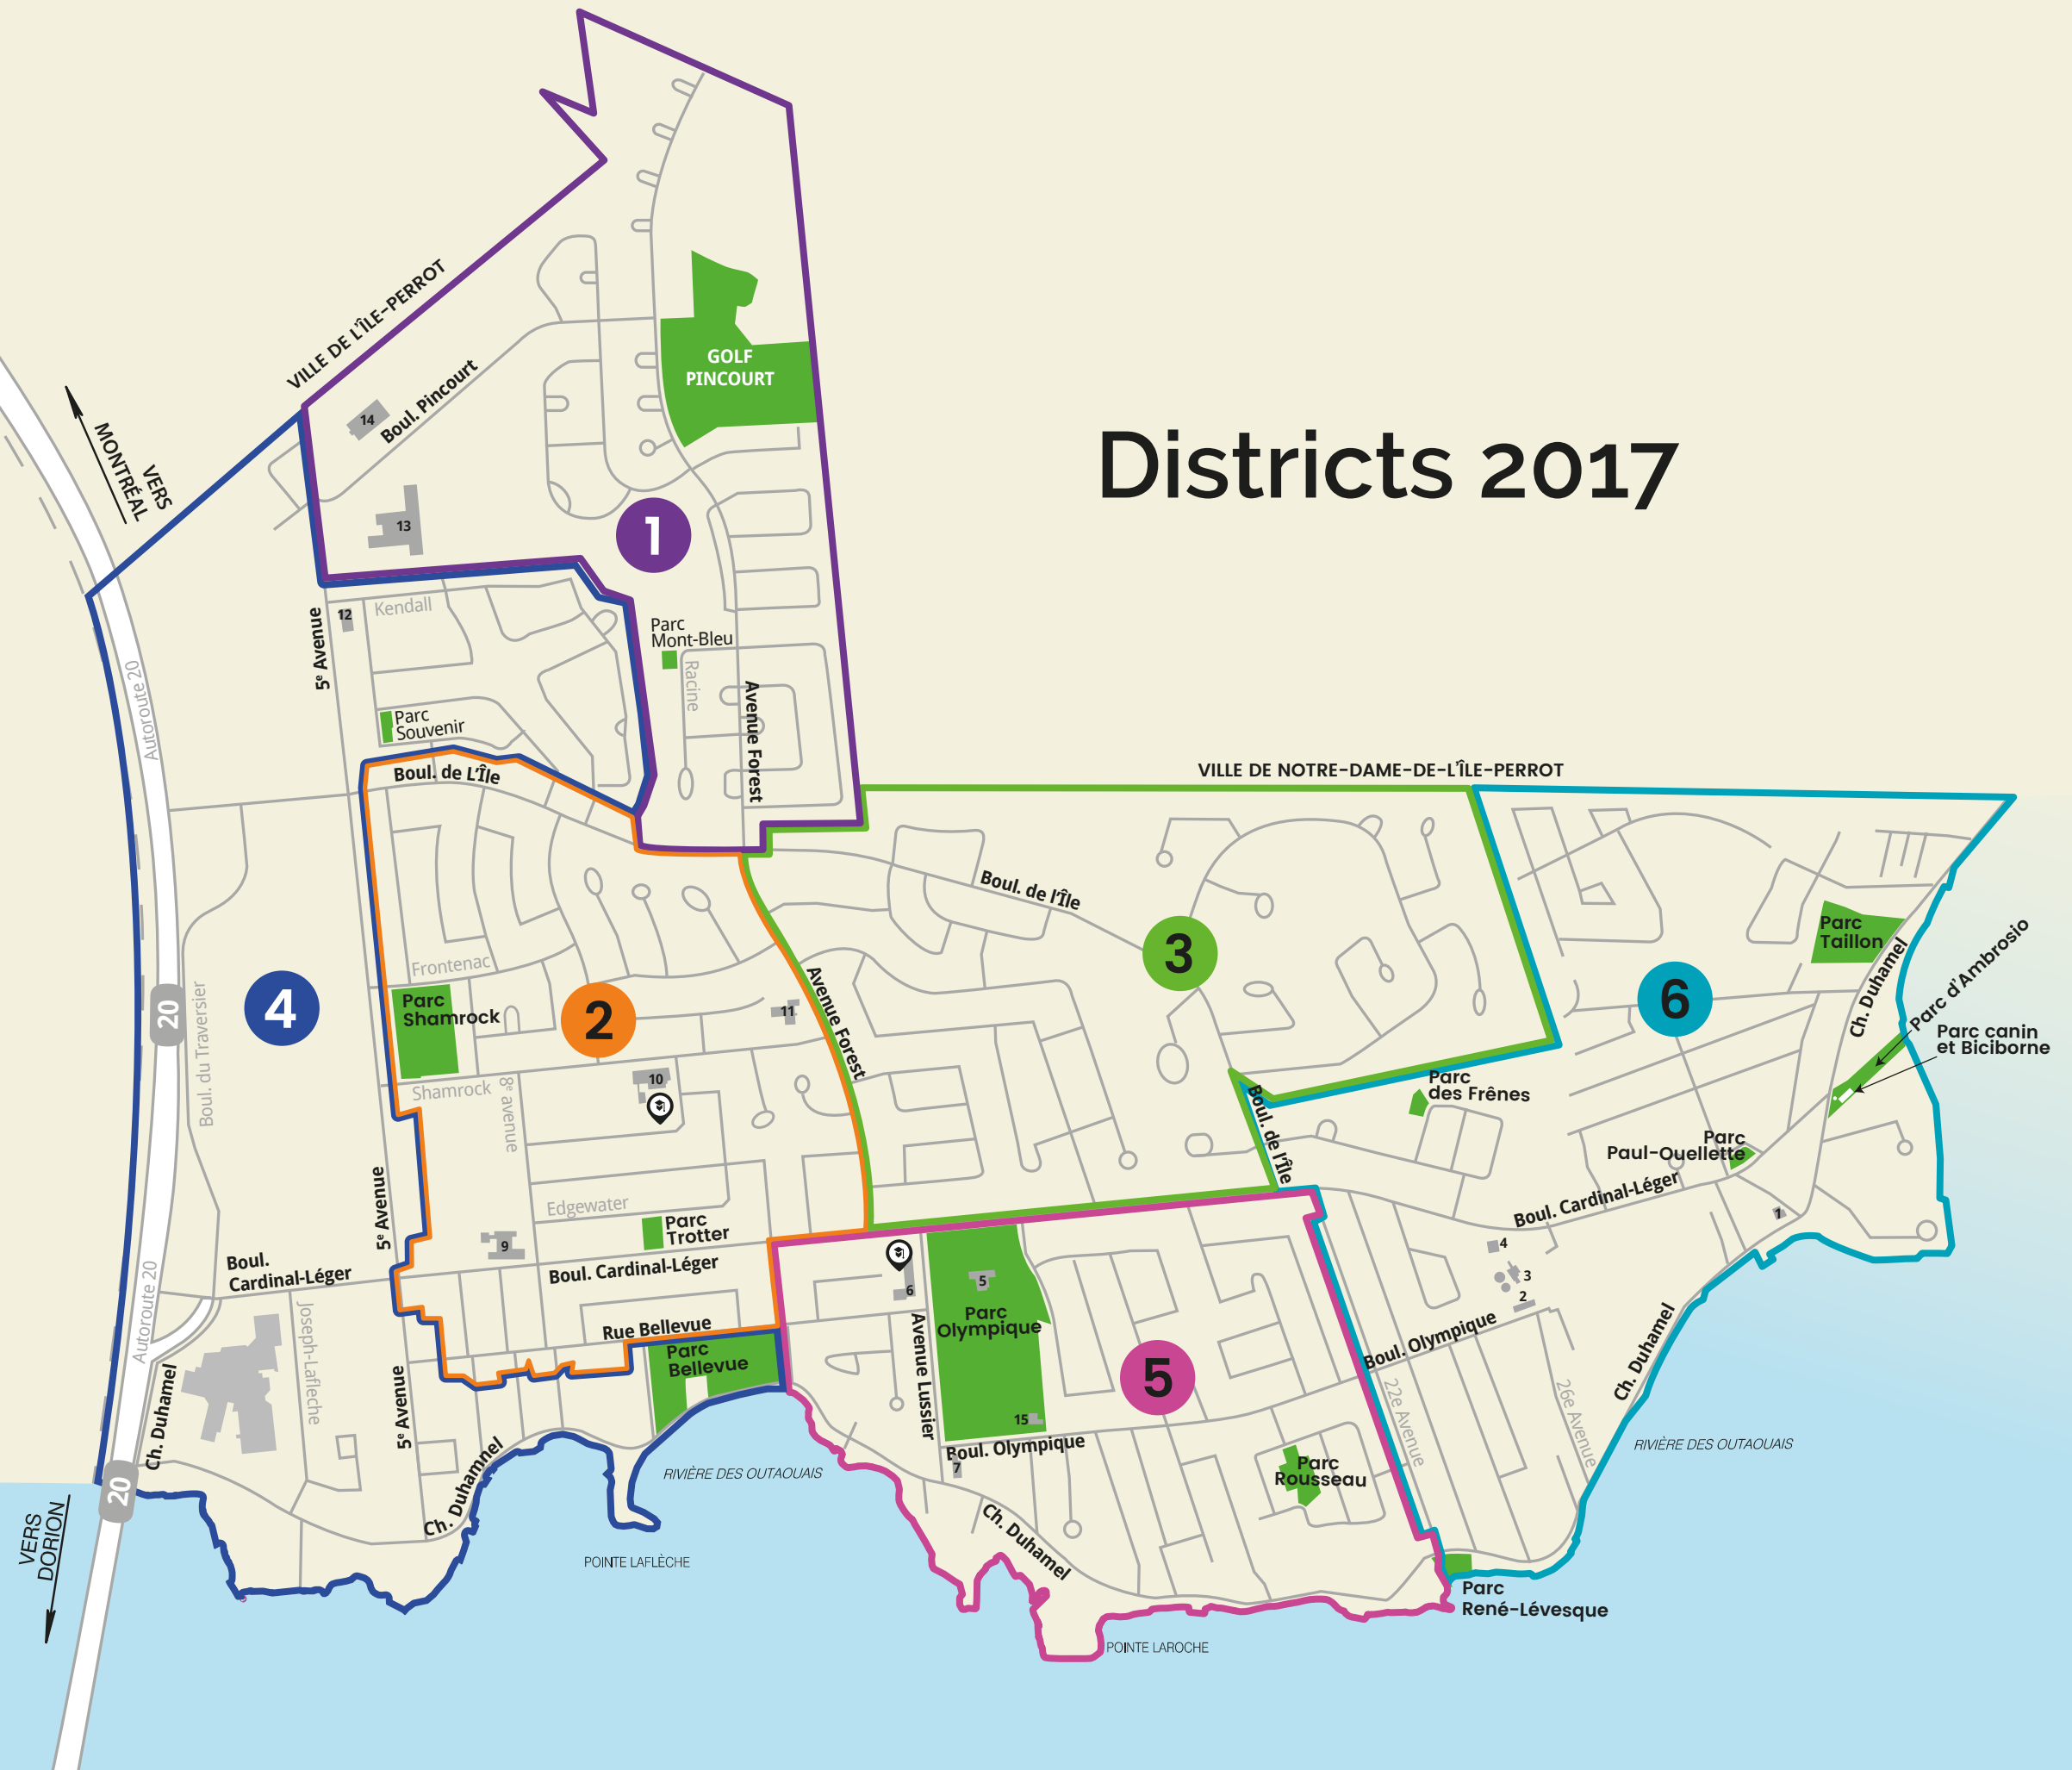 Districts 2017
VILLE DE L'ÎLE-PERROT
Boul. Pincourt
14
13
GOLF
PINCOURT
1
VERS
MONTRÉAL
Kendall
12
5e Avenue
Parc
Mont-Bleu
Racine
Avenue Forest
Parc
Souvenir
Autoroute 20
Boul. de L'Île
VILLE DE NOTRE-DAME-DE-L'ÎLE-PERROT
Boul. de l'Île
3
Parc
Taillon
Ch. Duhamel
Parc d'Ambrosio
Parc canin
et Biciborne
6
Frontenac
Parc
Shamrock
2
4
20
Boul. du Traversier
11
Avenue Forest
Shamrock
8e avenue
10
Boul. de l'Île
Parc
des Frênes
Parc
Paul-Ouellette
Boul. Cardinal-Léger
1
5e Avenue
Edgewater
Parc
Trotter
9
Boul. Cardinal-Léger
Boul.
Cardinal-Léger
Autoroute 20
Joseph-Lafleche
4
3
2
6
5
Parc
Olympique
Avenue Lussier
Rue Bellevue
Parc
Bellevue
5
Boul. Olympique
22e Avenue
26e Avenue
Ch. Duhamel
RIVIÈRE DES OUTAOUAIS
Ch. Duhamel
5e Avenue
Ch. Duhamnel
15
Boul. Olympique
7
Parc
Rousseau
RIVIÈRE DES OUTAOUAIS
20
VERS
DORION
Ch. Duhamel
POINTE LAFLÈCHE
Parc
René-Lévesque
POINTE LAROCHE